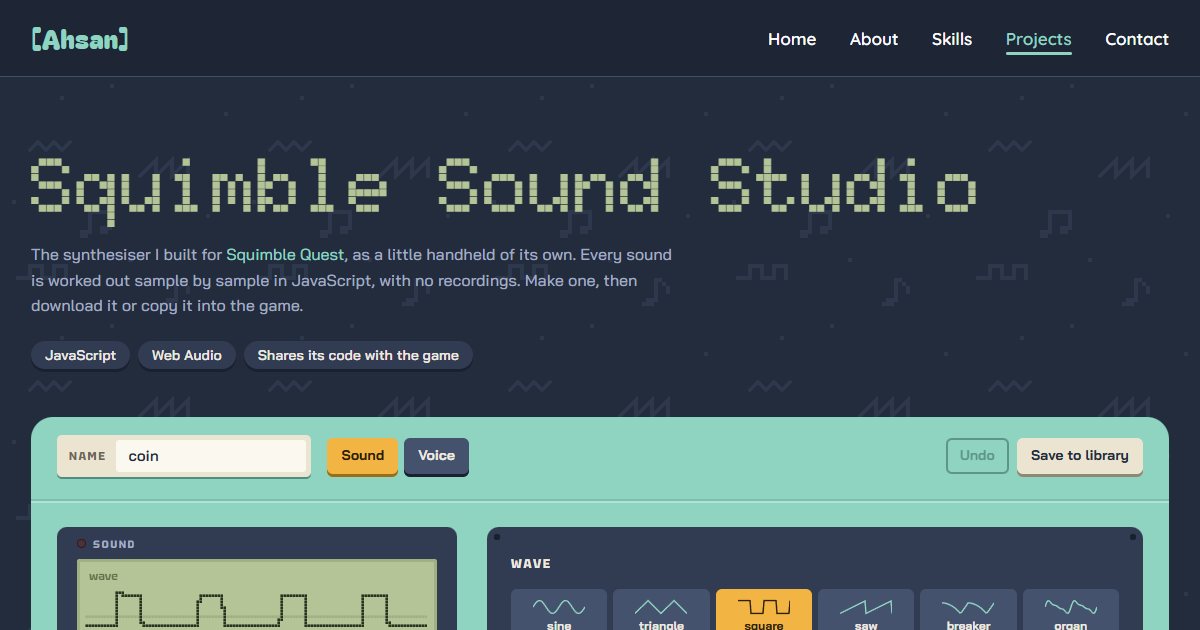 [Ahsan]
Home About Skills Projects Contact
Squimble Sound Studio
The synthesiser I built for Squimble Quest, as a little handheld of its own. Every sound
is worked out sample by sample in JavaScript, with no recordings. Make one, then
download it or copy it into the game.
JavaScript Web Audio Shares its code with the game
NAME coin Sound Voice Undo Save to library
SOUND
wave
WAVE
sine triangle square saw breaker organ